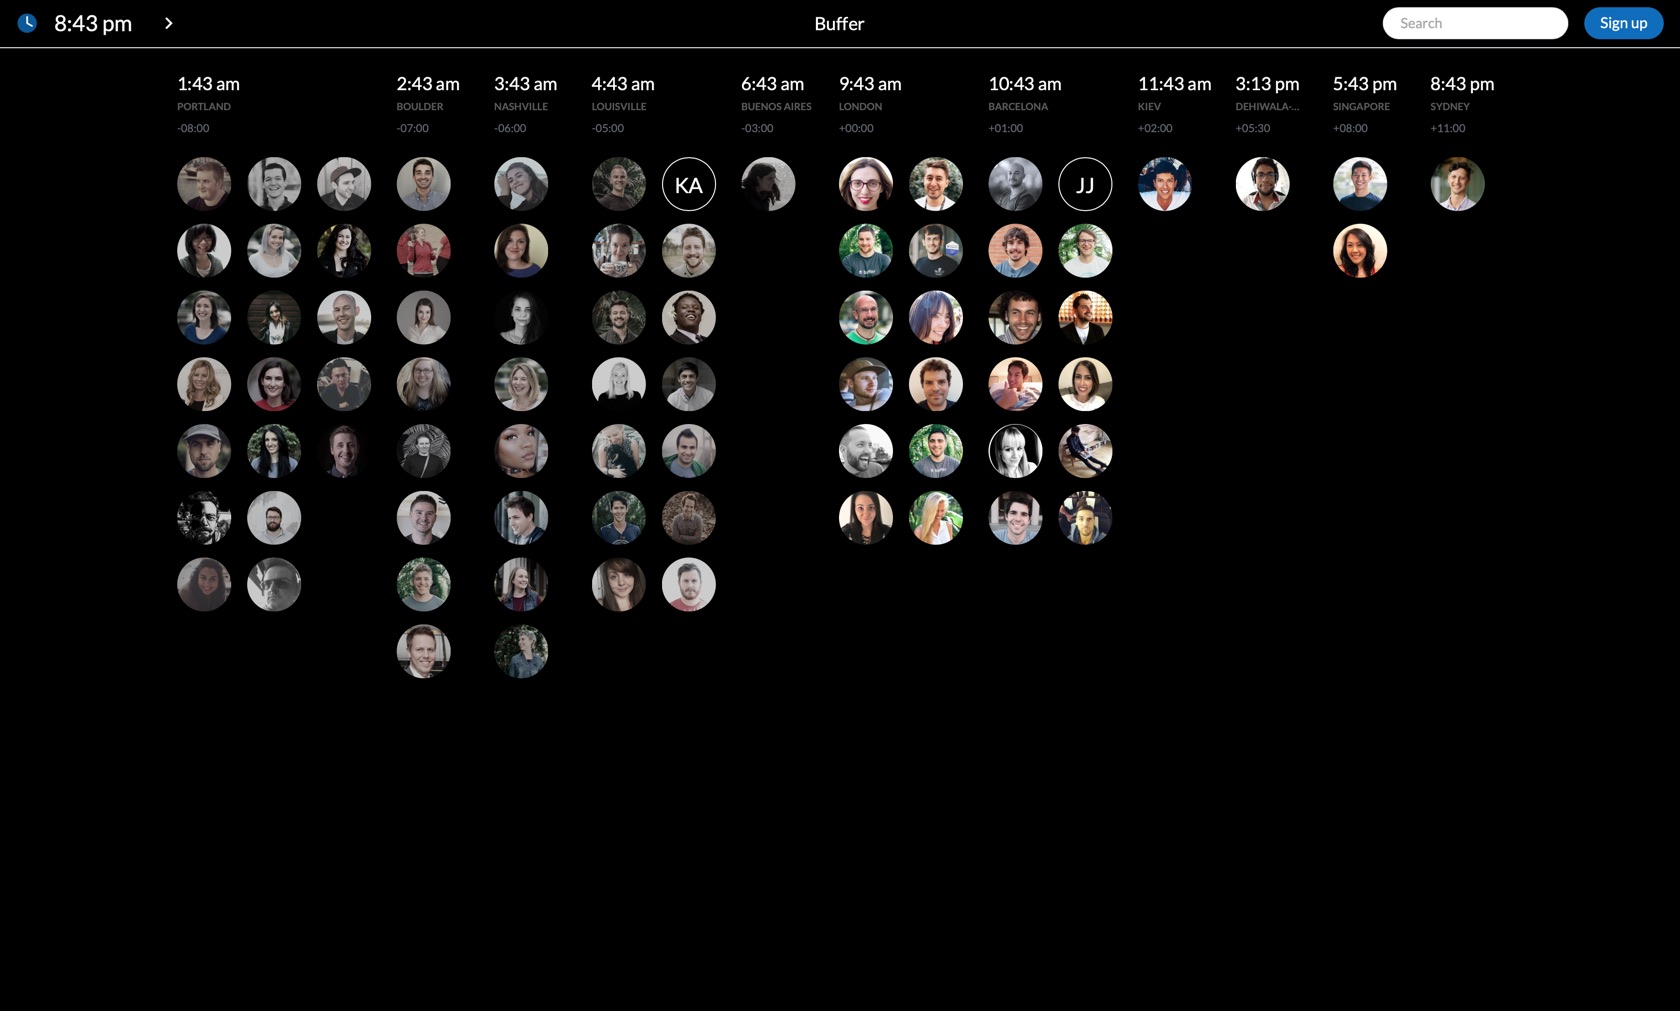 8:43 pm
Buffer
Search
Sign up
1:43 am
PORTLAND
-08:00
2:43 am
BOULDER
-07:00
3:43 am
NASHVILLE
-06:00
4:43 am
LOUISVILLE
-05:00
6:43 am
BUENOS AIRES
-03:00
9:43 am
LONDON
+00:00
10:43 am
BARCELONA
+01:00
11:43 am
KIEV
+02:00
3:13 pm
DEHIWALA-...
+05:30
5:43 pm
SINGAPORE
+08:00
8:43 pm
SYDNEY
+11:00
KA
JJ